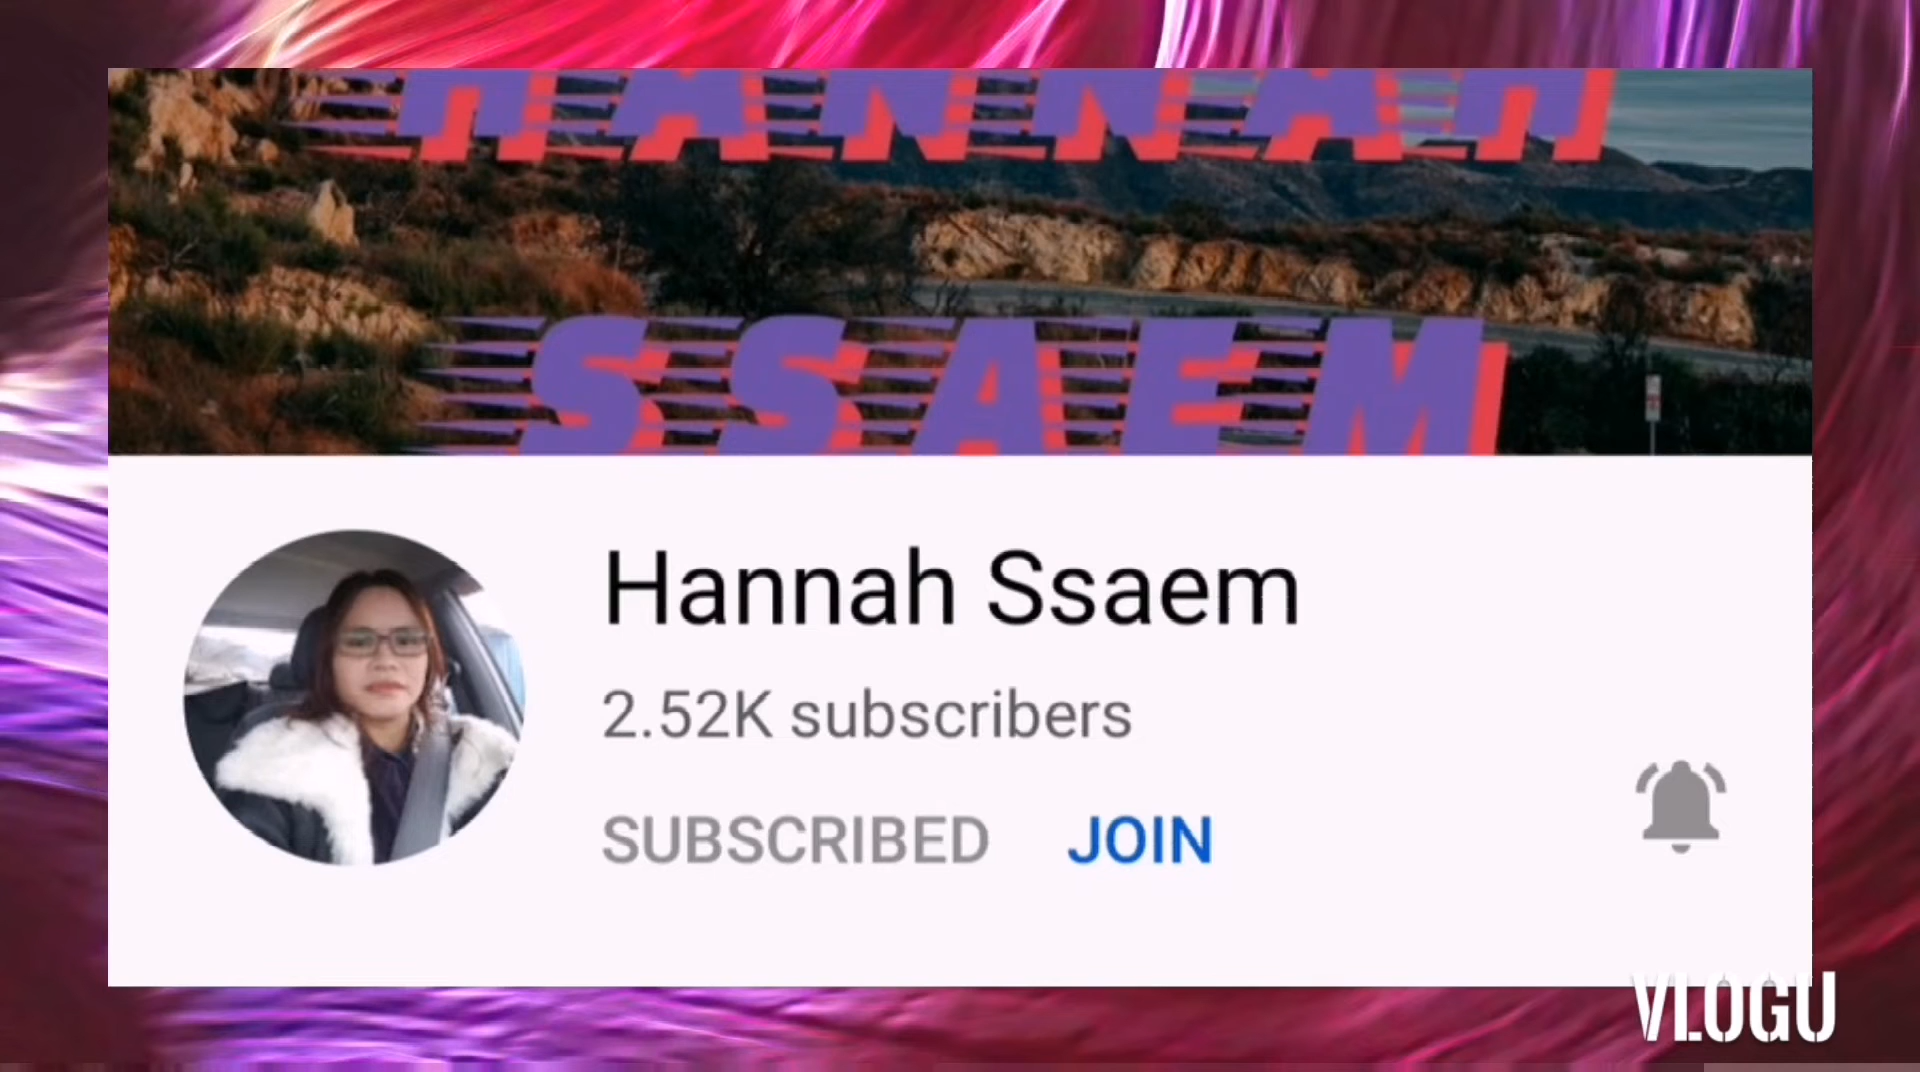 HANNAH
SSAEM
Hannah Ssaem
2.52K subscribers
SUBSCRIBED JOIN
VLOGU